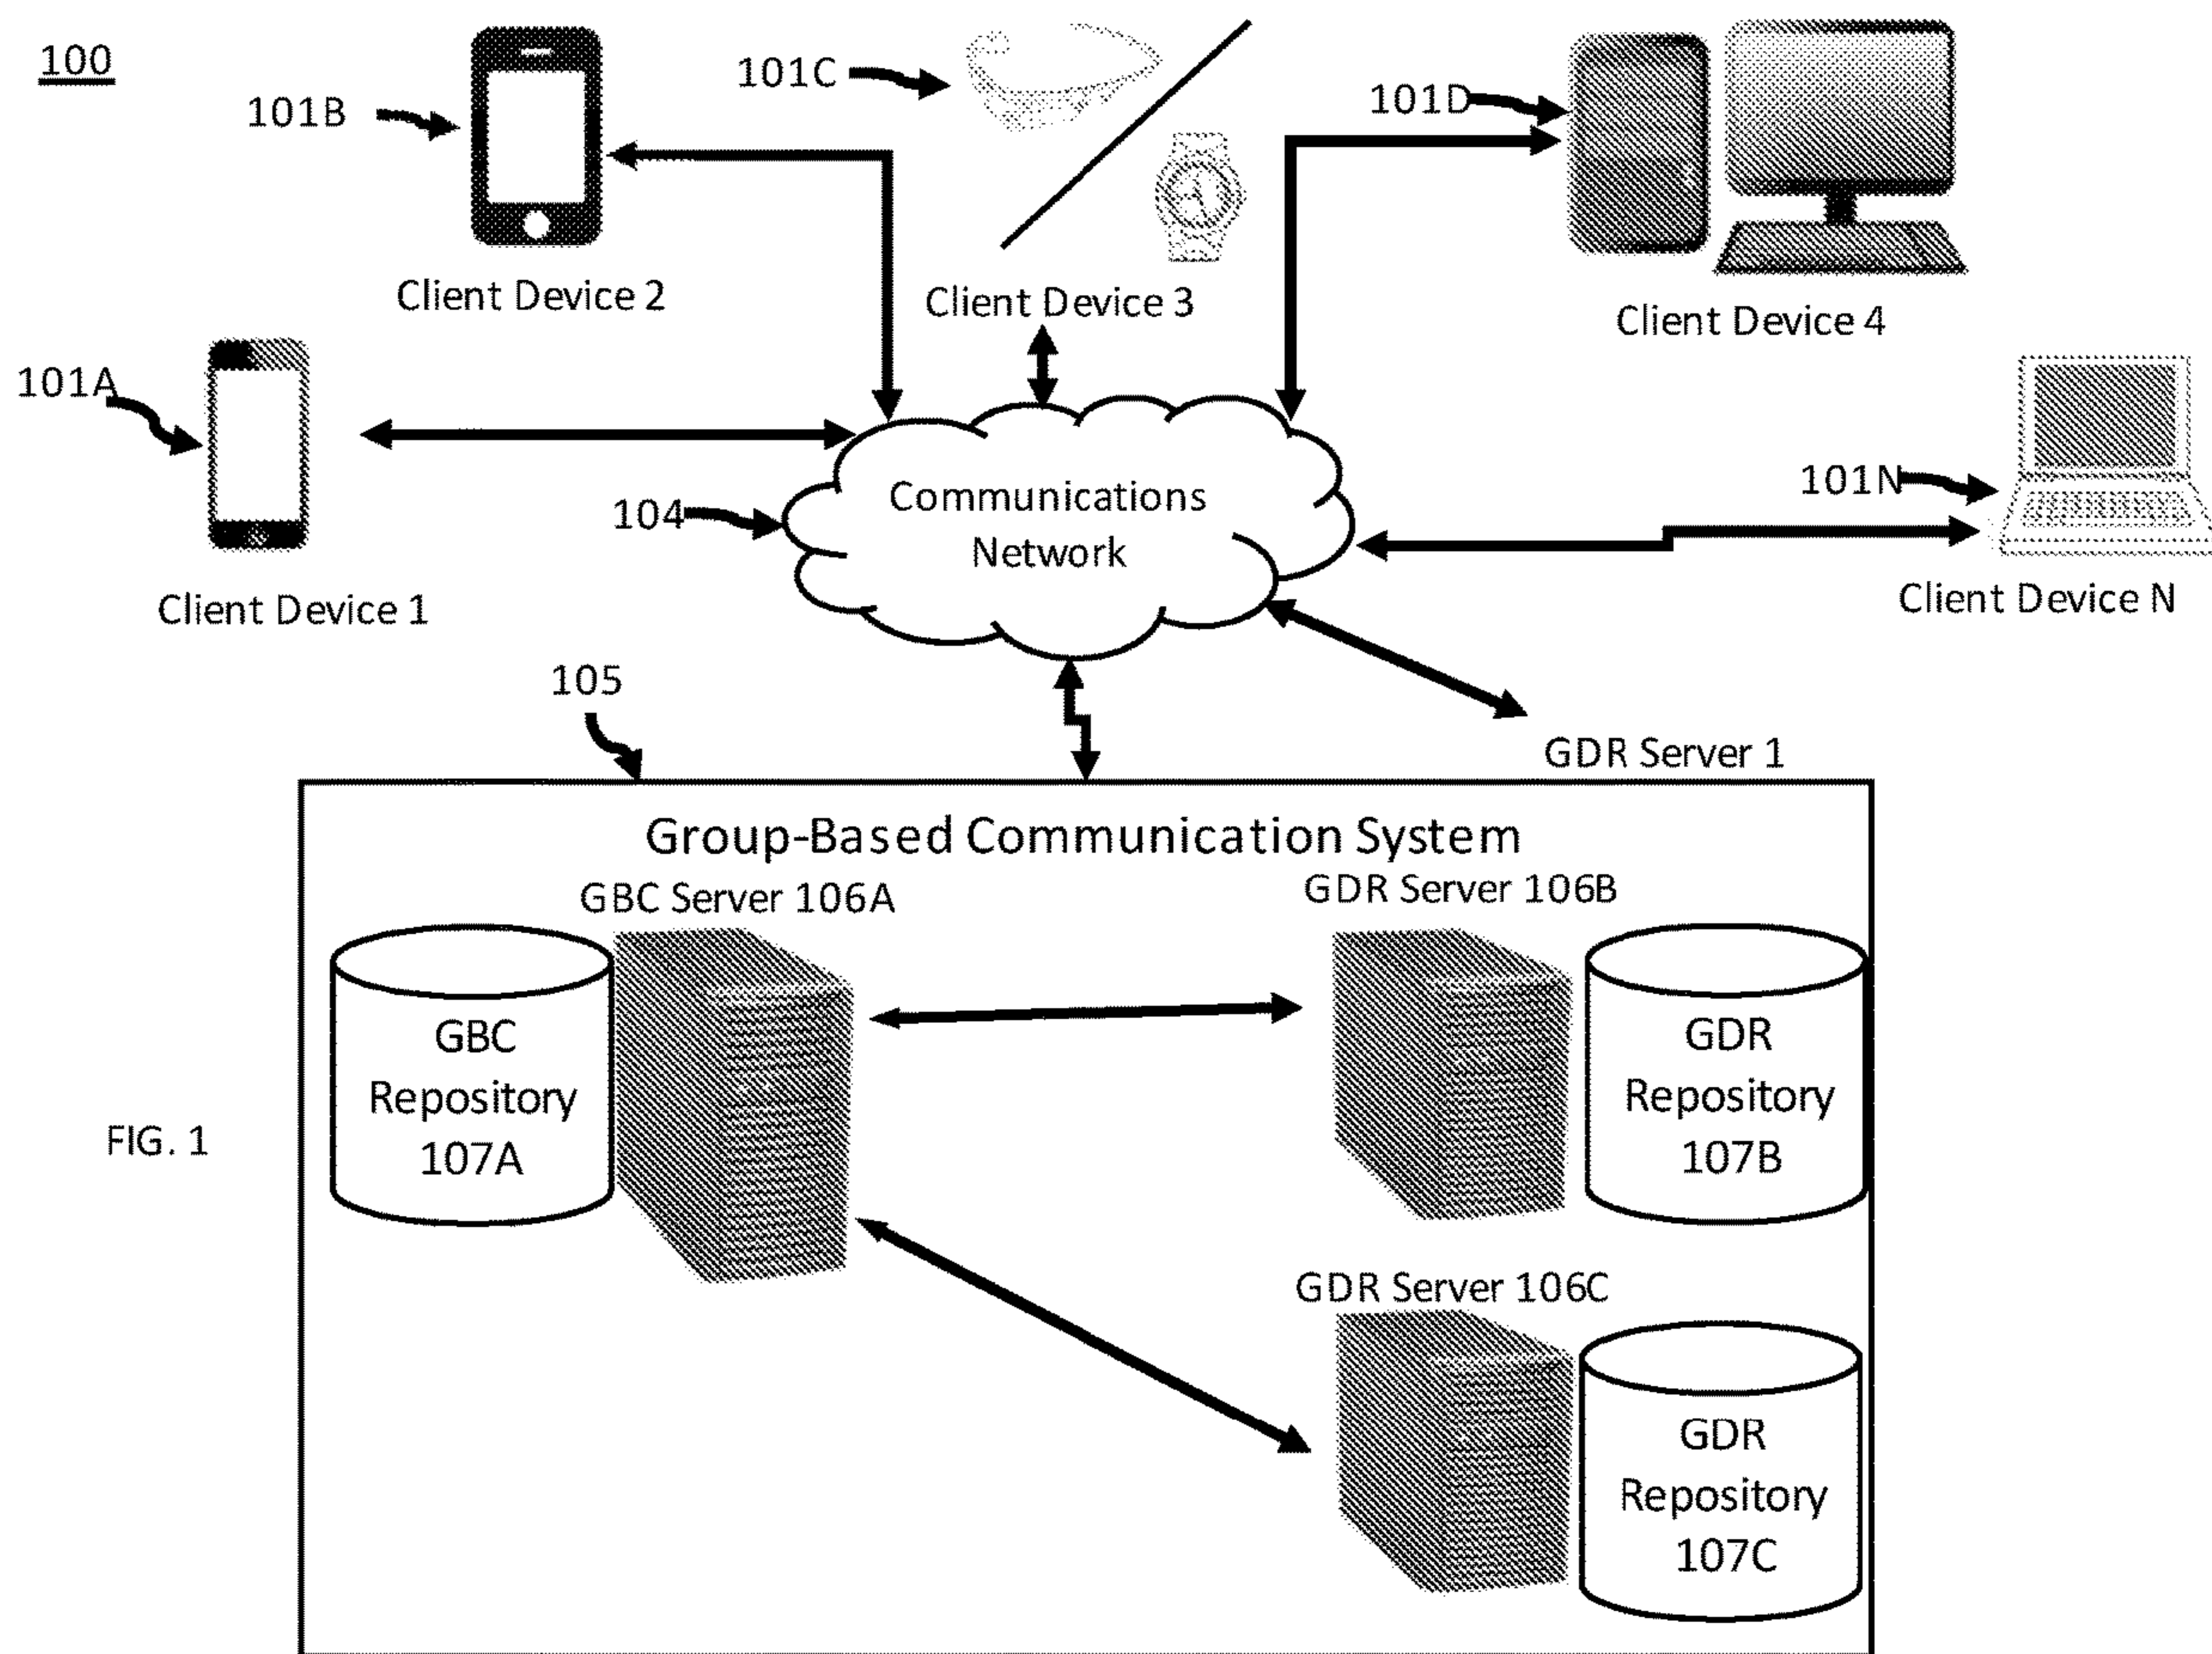 100
101B
101C
101D
Client Device 2
Client Device 3
Client Device 4
101A
101N
104
Communications
Network
Client Device 1
Client Device N
105
GDR Server 1
Group-Based Communication System
GBC Server 106A
GDR Server 106B
GBC
Repository
107A
GDR
Repository
107B
FIG. 1
GDR Server 106C
GDR
Repository
107C